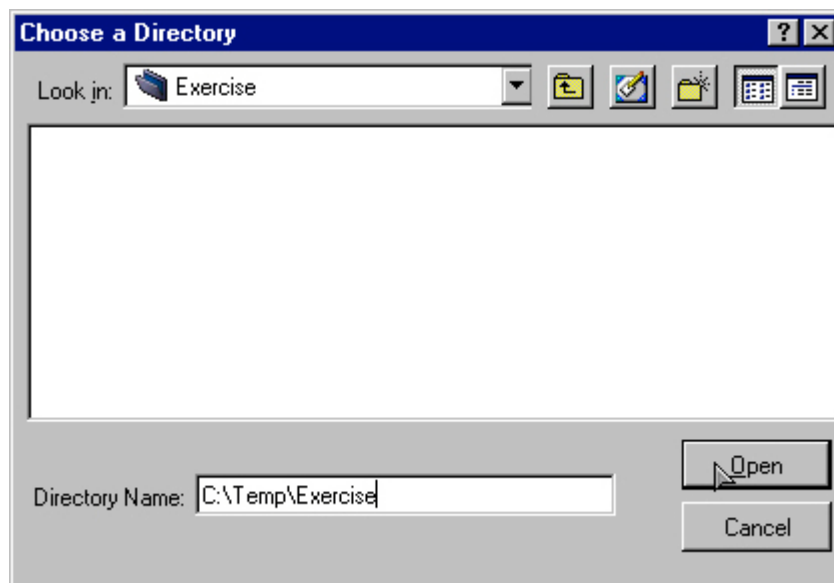 Choose a Directory
Look in: Exercise
Directory Name: C:\Temp\Exercise
Open
Cancel